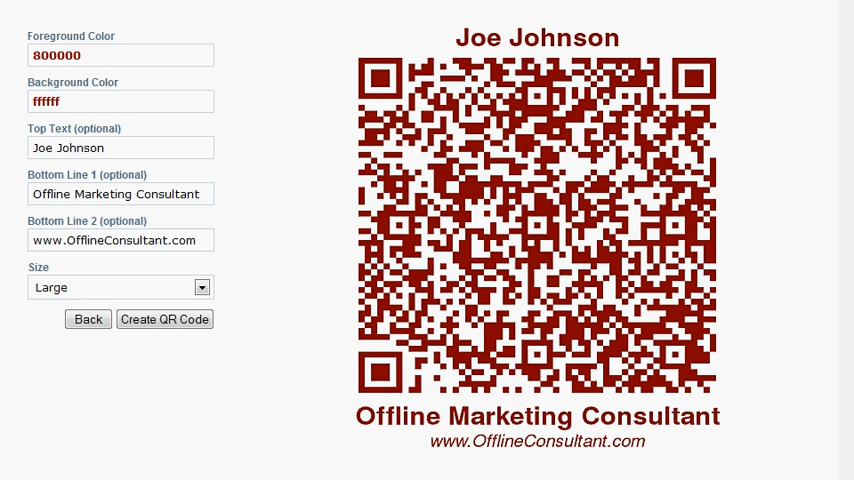 Foreground Color
800000
Background Color
ffffff
Top Text (optional)
Joe Johnson
Bottom Line 1 (optional)
Offline Marketing Consultant
Bottom Line 2 (optional)
www.OfflineConsultant.com
Size
Large
Back
Create QR Code
Joe Johnson
Offline Marketing Consultant
www.OfflineConsultant.com